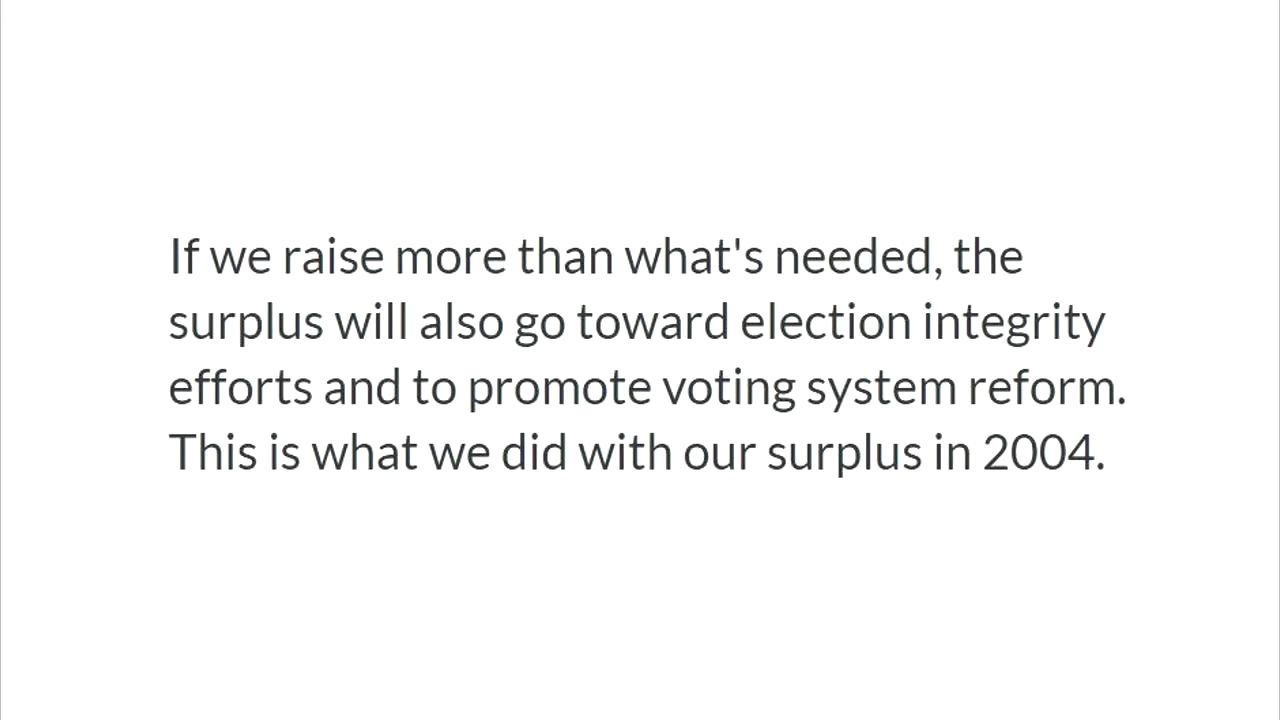 If we raise more than what's needed, the
surplus will also go toward election integrity
efforts and to promote voting system reform.
This is what we did with our surplus in 2004.